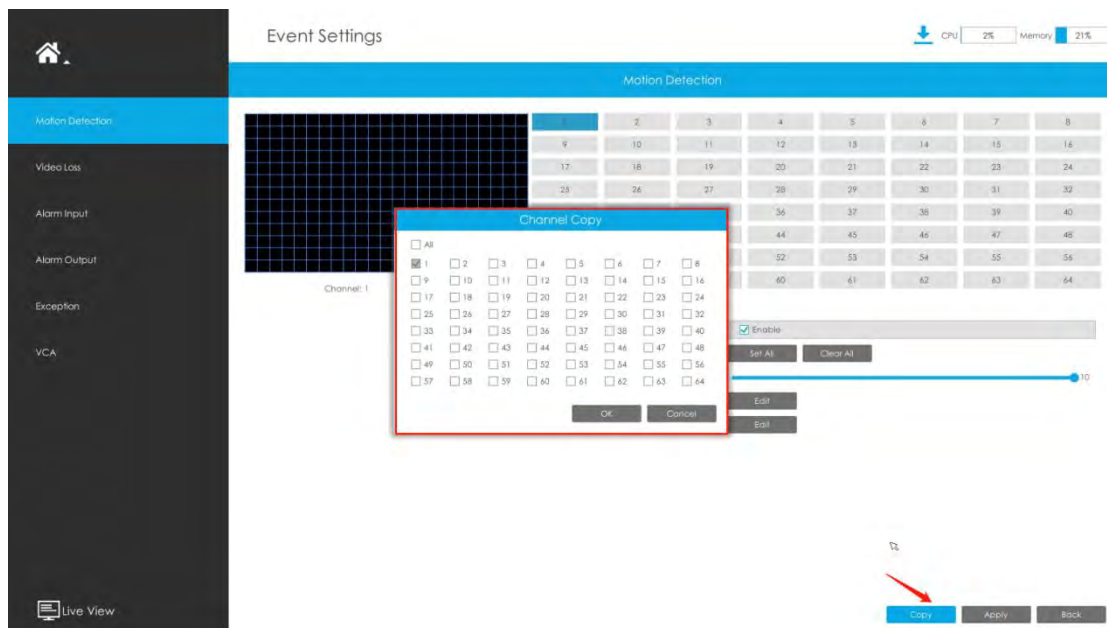 Event Settings
CPU 2% Memory 21%
Motion Detection
Motion Detection
Video Loss
Alarm Input
Alarm Output
Exception
VCA
Live View
1 2 3 4 5 6 7 8
9 10 11 12 13 14 15 16
17 18 19 20 21 22 23 24
25 26 27 28 29 30 31 32
36 37 38 39 40
44 45 46 47 48
52 53 54 55 56
60 61 62 63 64
Channel: 1
Channel Copy
All
1 2 3 4 5 6 7 8
9 10 11 12 13 14 15 16
17 18 19 20 21 22 23 24
25 26 27 28 29 30 31 32
33 34 35 36 37 38 39 40
41 42 43 44 45 46 47 48
49 50 51 52 53 54 55 56
57 58 59 60 61 62 63 64
OK Cancel
Enable
Set All Clear All
10
Edit
Edit
Copy Apply Back